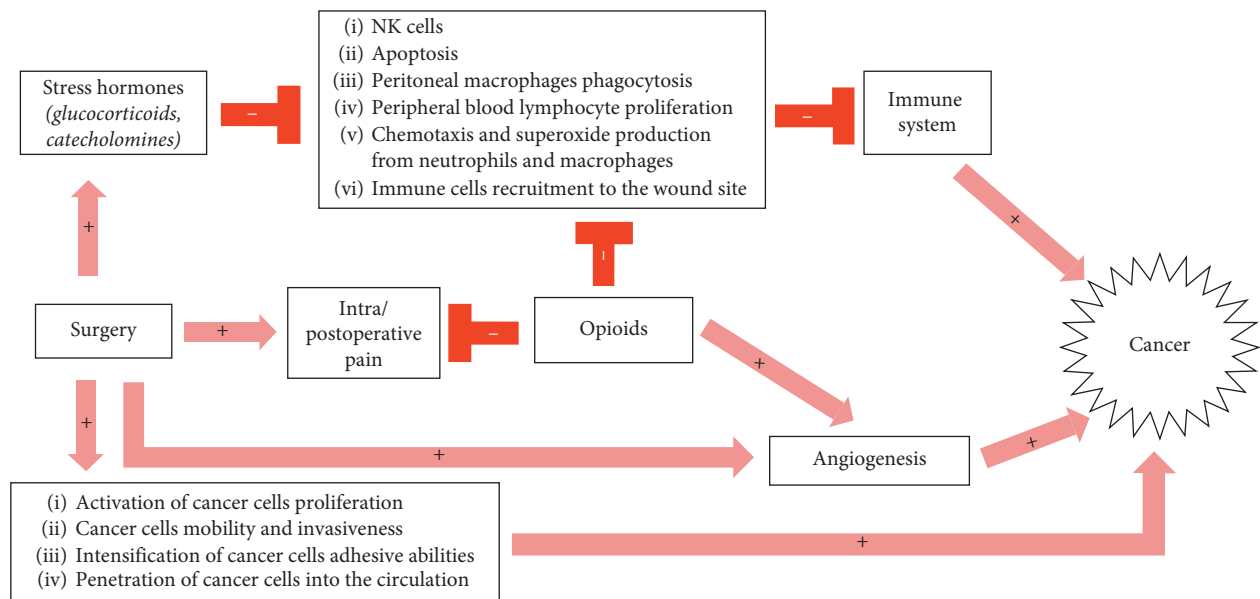 (i) NK cells
(ii) Apoptosis
(iii) Peritoneal macrophages phagocytosis
(iv) Peripheral blood lymphocyte proliferation
(v) Chemotaxis and superoxide production
from neutrophils and macrophages
(vi) Immune cells recruitment to the wound site
Stress hormones
(glucocorticoids,
catecholomines)
–
–
Immune
system
+
+
–
Surgery
+
Intra/
postoperative
pain
–
Opioids
+
Cancer
+
+
Angiogenesis
+
(i) Activation of cancer cells proliferation
(ii) Cancer cells mobility and invasiveness
(iii) Intensification of cancer cells adhesive abilities
(iv) Penetration of cancer cells into the circulation
+